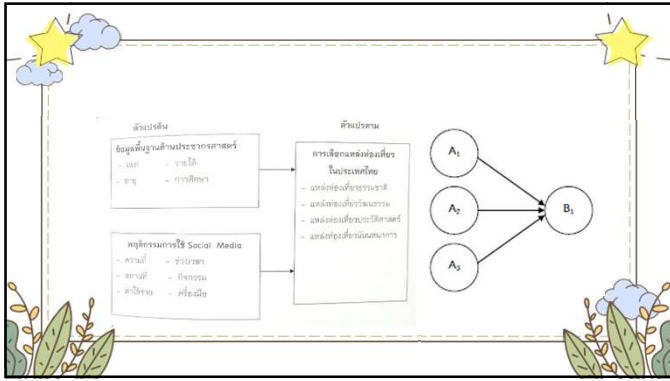 ตัวแปรต้น
ข้อมูลพื้นฐานด้านประชากรศาสตร์
- เพศ - รายได้
- อายุ - การศึกษา
พฤติกรรมการใช้ Social Media
- ความถี่ - ช่วงเวลา
- สถานที่ - กิจกรรม
- ค่าใช้จ่าย - เครื่องมือ
ตัวแปรตาม
การเลือกแหล่งท่องเที่ยว
ในประเทศไทย
- แหล่งท่องเที่ยวธรรมชาติ
- แหล่งท่องเที่ยววัฒนธรรม
- แหล่งท่องเที่ยวประวัติศาสตร์
- แหล่งท่องเที่ยวนันทนาการ
A₁
A₂
A₃
B₁